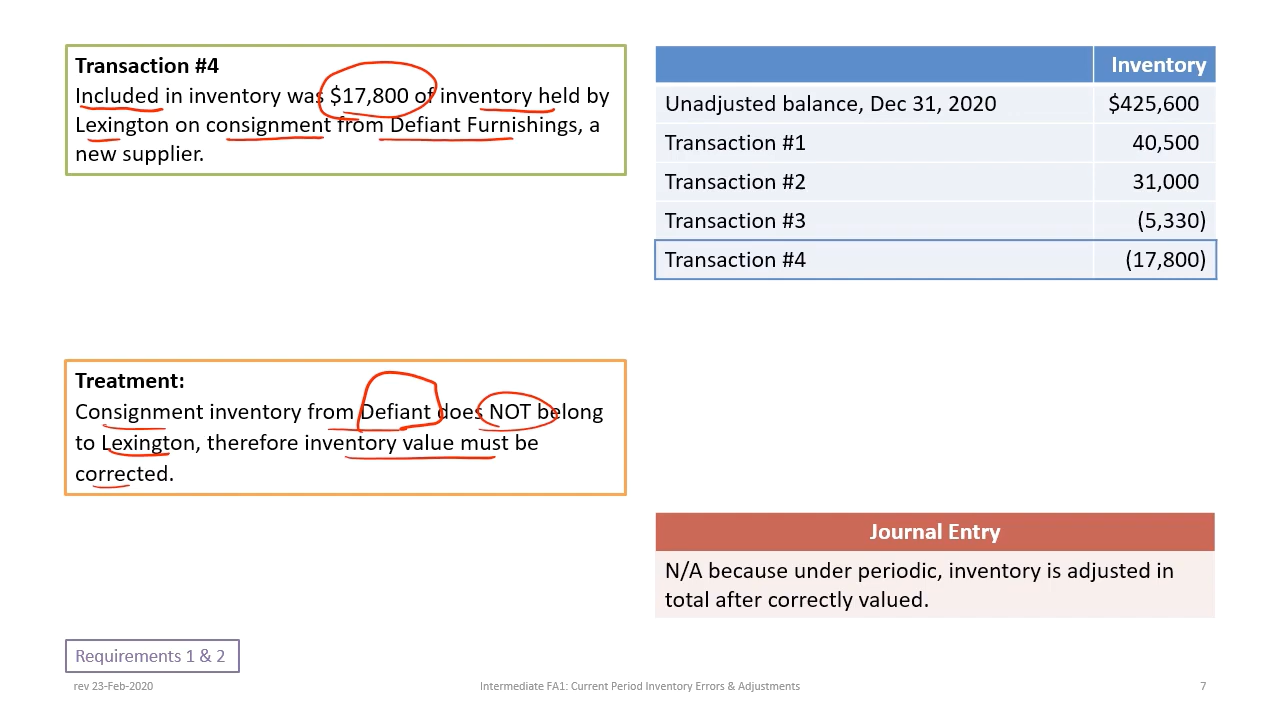 Transaction #4
Included in inventory was $17,800 of inventory held by
Lexington on consignment from Defiant Furnishings, a
new supplier.
Inventory
Unadjusted balance, Dec 31, 2020 $425,600
Transaction #1 40,500
Transaction #2 31,000
Transaction #3 (5,330)
Transaction #4 (17,800)
Treatment:
Consignment inventory from Defiant does NOT belong
to Lexington, therefore inventory value must be
corrected.
Journal Entry
N/A because under periodic, inventory is adjusted in
total after correctly valued.
Requirements 1 & 2
rev 23-Feb-2020 Intermediate FA1: Current Period Inventory Errors & Adjustments 7